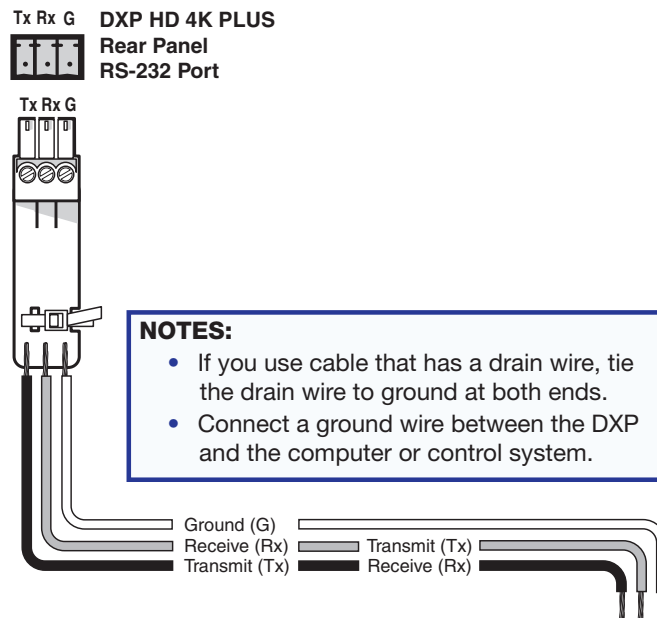 Tx Rx G
DXP HD 4K PLUS
Rear Panel
RS-232 Port
Tx Rx G
NOTES:
• If you use cable that has a drain wire, tie
the drain wire to ground at both ends.
• Connect a ground wire between the DXP
and the computer or control system.
Ground (G)
Receive (Rx) Transmit (Tx)
Transmit (Tx) Receive (Rx)